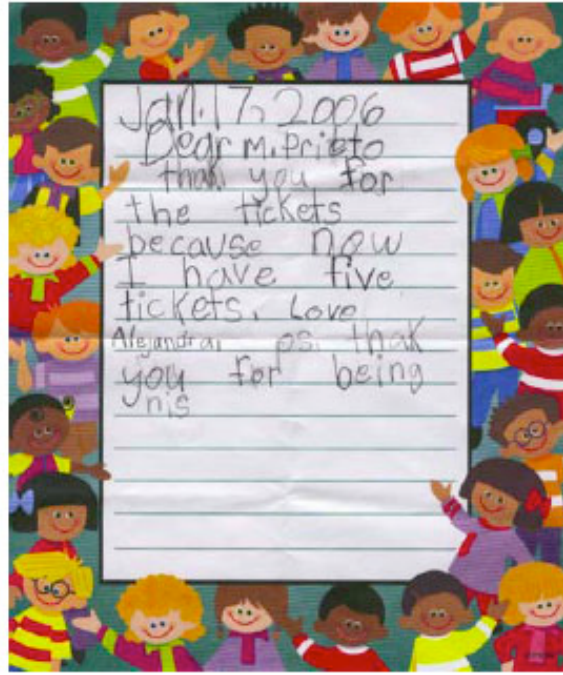 Jan. 17, 2006
Dear M. Prieto
thak you for
the tickets
because now
I have five
tickets. Love
Alejandra, ps. thak
you for being
nis